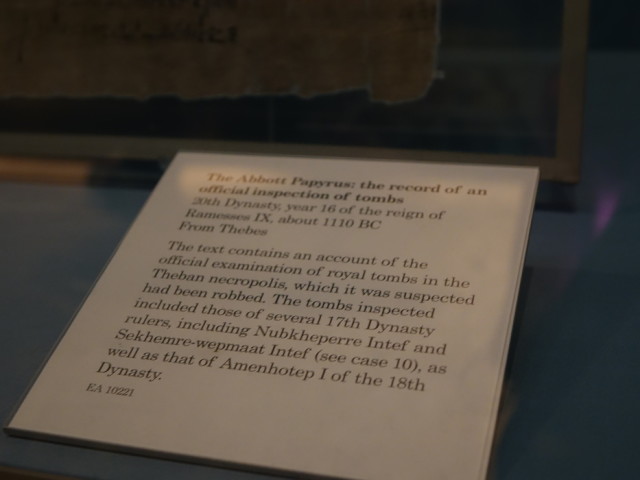 The Abbott Papyrus: the record of an
official inspection of tombs
20th Dynasty, year 16 of the reign of
Ramesses IX, about 1110 BC
From Thebes
The text contains an account of the
official examination of royal tombs in the
Theban necropolis, which it was suspected
had been robbed. The tombs inspected
included those of several 17th Dynasty
rulers, including Nubkheperre Intef and
Sekhemre-wepmaat Intef (see case 10), as
well as that of Amenhotep I of the 18th
Dynasty.
EA 10221